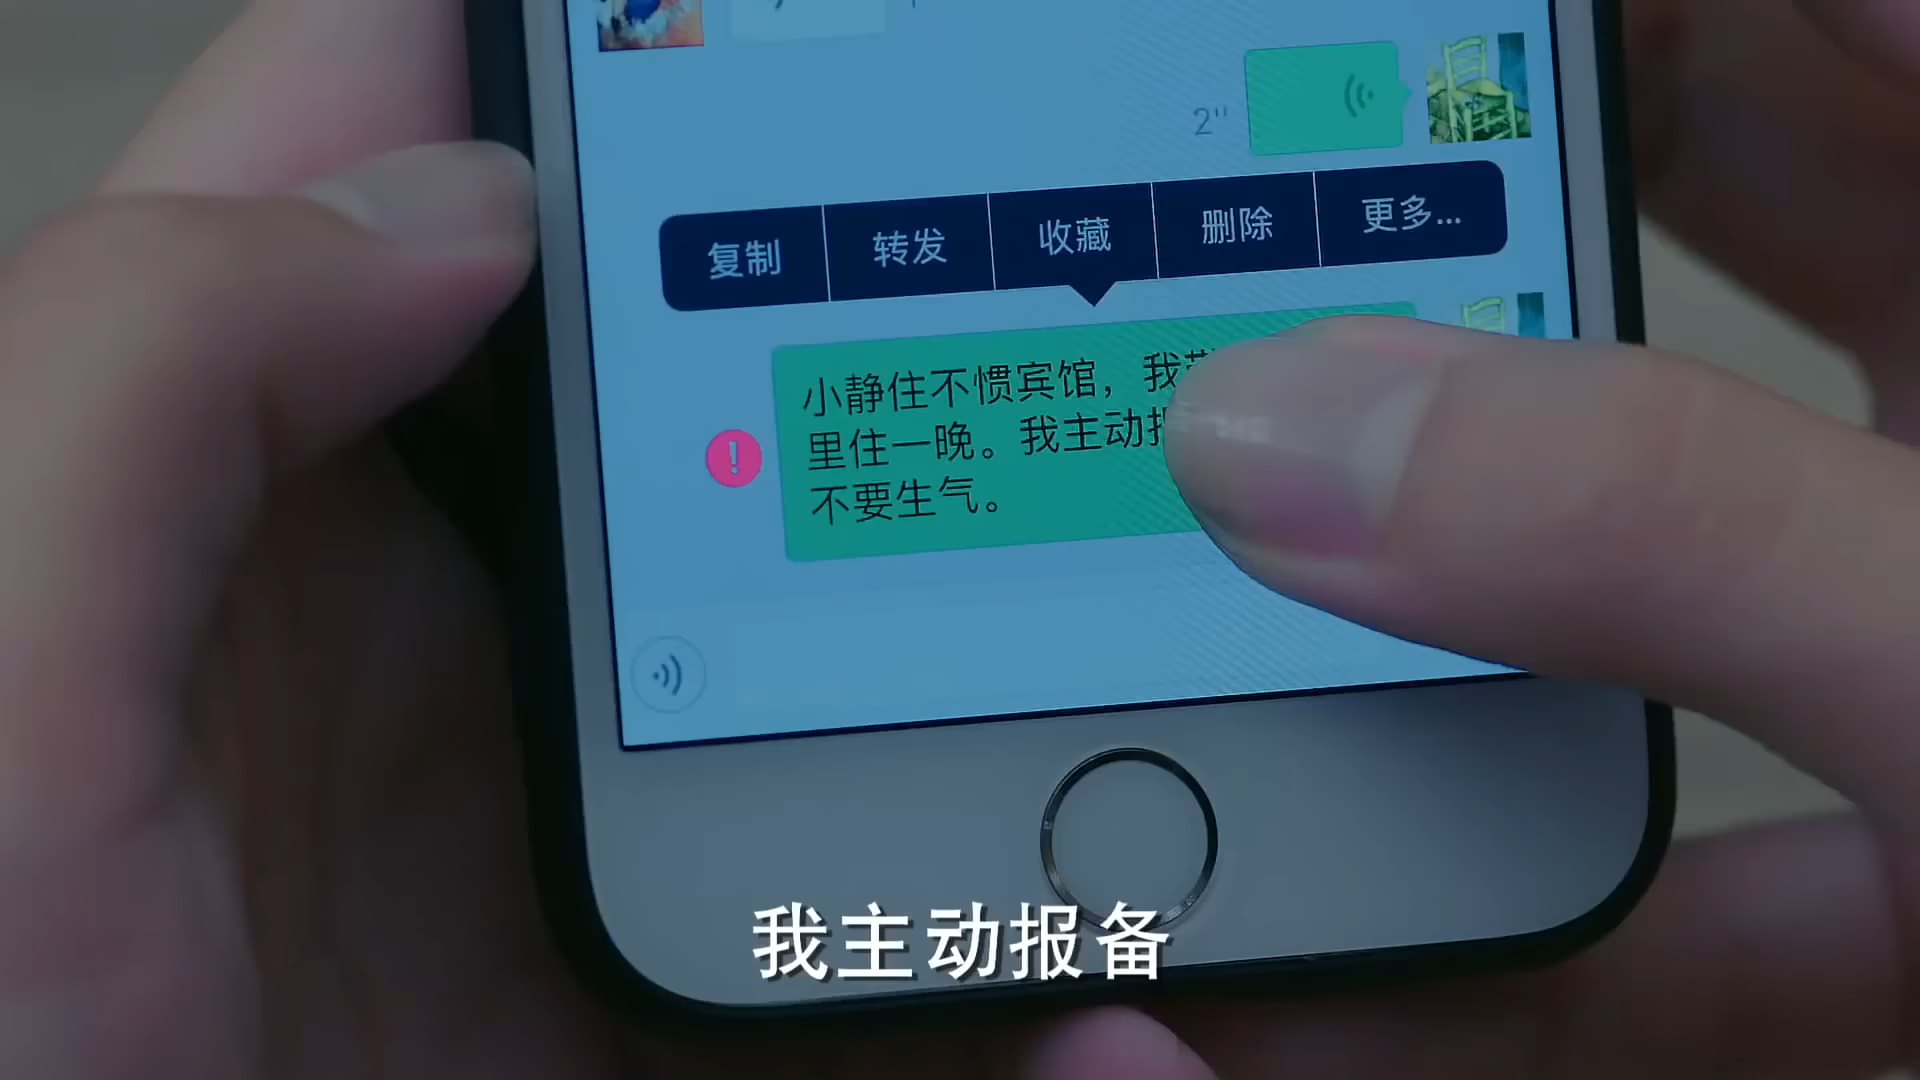 2"
复制 转发 收藏 删除 更多...
小静住不惯宾馆，我
里住一晚。我主动
不要生气。
我主动报备